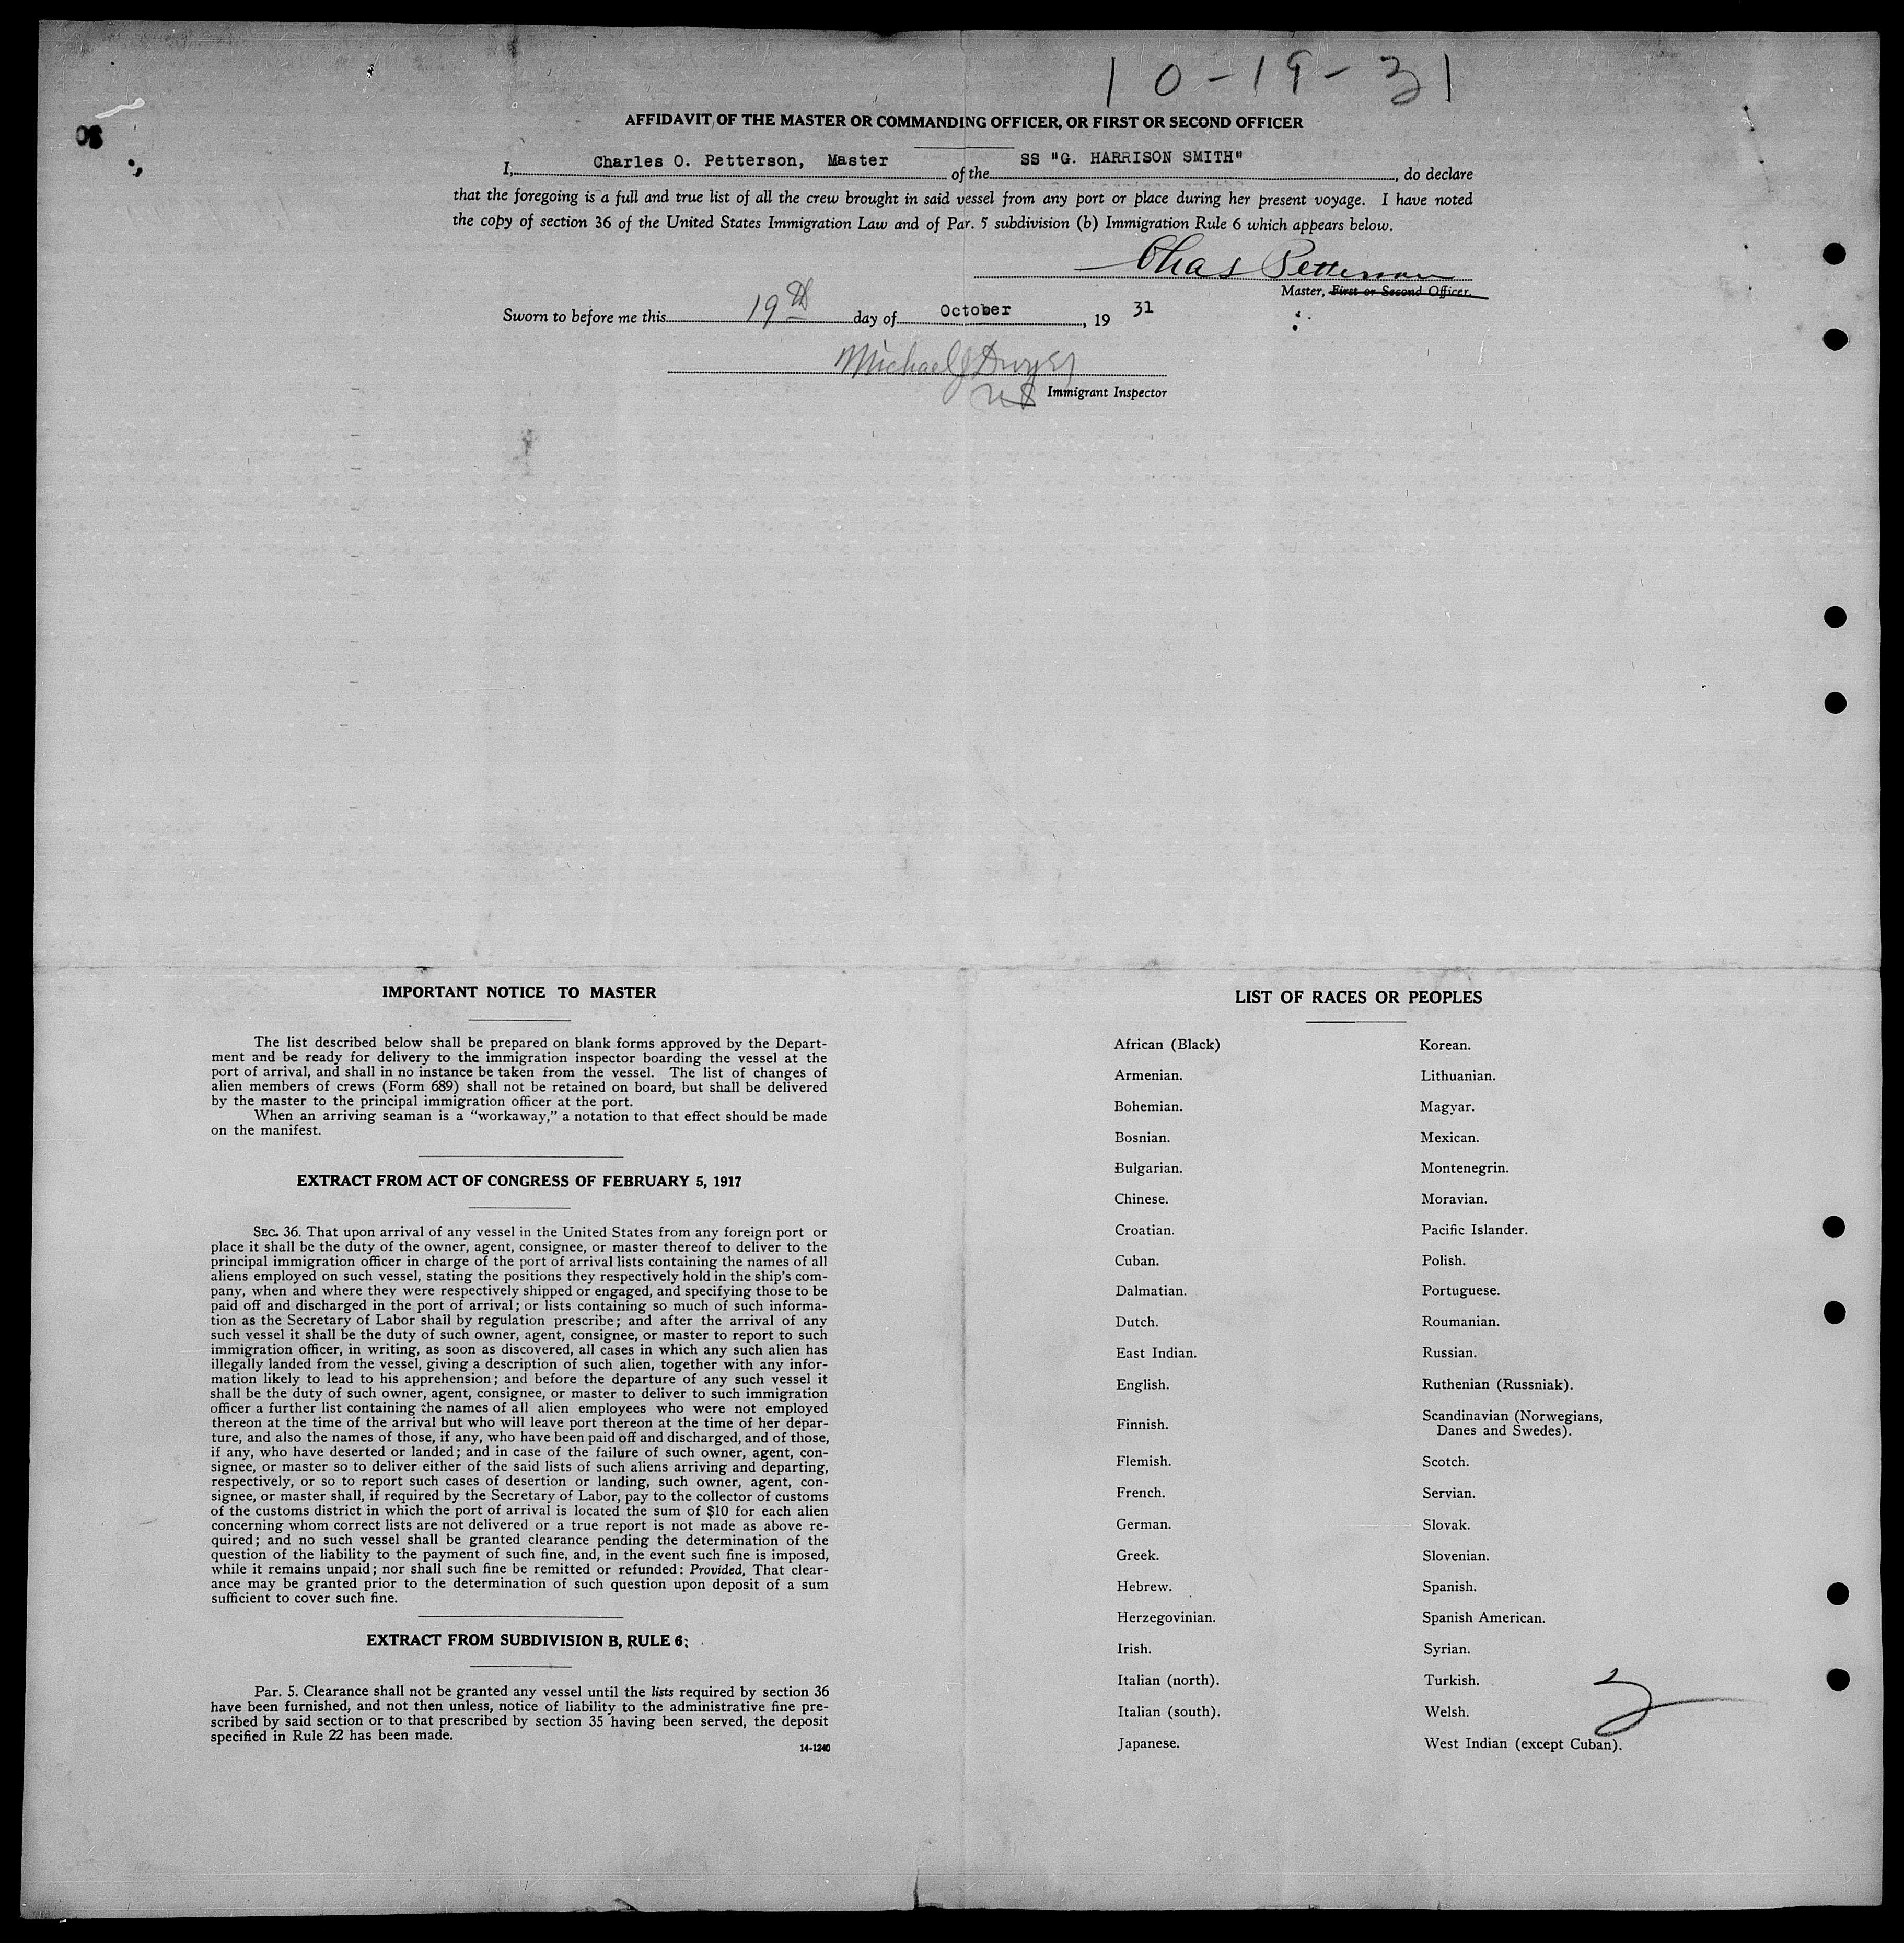 10-19-31
AFFIDAVIT OF THE MASTER OR COMMANDING OFFICER, OR FIRST OR SECOND OFFICER
I, Charles O. Petterson, Master of the SS "G. HARRISON SMITH", do declare
that the foregoing is a full and true list of all the crew brought in said vessel from any port or place during her present voyage. I have noted
the copy of section 36 of the United States Immigration Law and of Par. 5 subdivision (b) Immigration Rule 6 which appears below.
Chas Petterson
Master, First or Second Officer.
Sworn to before me this 19th day of October, 19 31
Michael J Dwyer
Immigrant Inspector
IMPORTANT NOTICE TO MASTER
The list described below shall be prepared on blank forms approved by the Depart-
ment and be ready for delivery to the immigration inspector boarding the vessel at the
port of arrival, and shall in no instance be taken from the vessel. The list of changes of
alien members of crews (Form 689) shall not be retained on board, but shall be delivered
by the master to the principal immigration officer at the port.
When an arriving seaman is a "workaway," a notation to that effect should be made
on the manifest.
EXTRACT FROM ACT OF CONGRESS OF FEBRUARY 5, 1917
SEC. 36. That upon arrival of any vessel in the United States from any foreign port or
place it shall be the duty of the owner, agent, consignee, or master thereof to deliver to the
principal immigration officer in charge of the port of arrival lists containing the names of all
aliens employed on such vessel, stating the positions they respectively hold in the ship's com-
pany, when and where they were respectively shipped or engaged, and specifying those to be
paid off and discharged in the port of arrival; or lists containing so much of such informa-
tion as the Secretary of Labor shall by regulation prescribe; and after the arrival of any
such vessel it shall be the duty of such owner, agent, consignee, or master to report to such
immigration officer, in writing, as soon as discovered, all cases in which any such alien has
illegally landed from the vessel, giving a description of such alien, together with any infor-
mation likely to lead to his apprehension; and before the departure of any such vessel it
shall be the duty of such owner, agent, consignee, or master to deliver to such immigration
officer a further list containing the names of all alien employees who were not employed
thereon at the time of the arrival but who will leave port thereon at the time of her depar-
ture, and also the names of those, if any, who have been paid off and discharged, and of those,
if any, who have deserted or landed; and in case of the failure of such owner, agent, con-
signee, or master so to deliver either of the said lists of such aliens arriving and departing,
respectively, or so to report such cases of desertion or landing, such owner, agent, con-
signee, or master shall, if required by the Secretary of Labor, pay to the collector of customs
of the customs district in which the port of arrival is located the sum of $10 for each alien
concerning whom correct lists are not delivered or a true report is not made as above re-
quired; and no such vessel shall be granted clearance pending the determination of the
question of the liability to the payment of such fine, and, in the event such fine is imposed,
while it remains unpaid; nor shall such fine be remitted or refunded: Provided, That clear-
ance may be granted prior to the determination of such question upon deposit of a sum
sufficient to cover such fine.
EXTRACT FROM SUBDIVISION B, RULE 6;
Par. 5. Clearance shall not be granted any vessel until the lists required by section 36
have been furnished, and not then unless, notice of liability to the administrative fine pre-
scribed by said section or to that prescribed by section 35 having been served, the deposit
specified in Rule 22 has been made.
14-1240
LIST OF RACES OR PEOPLES
African (Black)
Armenian.
Bohemian.
Bosnian.
Bulgarian.
Chinese.
Croatian.
Cuban.
Dalmatian.
Dutch.
East Indian.
English.
Finnish.
Flemish.
French.
German.
Greek.
Hebrew.
Herzegovinian.
Irish.
Italian (north).
Italian (south).
Japanese.
Korean.
Lithuanian.
Magyar.
Mexican.
Montenegrin.
Moravian.
Pacific Islander.
Polish.
Portuguese.
Roumanian.
Russian.
Ruthenian (Russniak).
Scandinavian (Norwegians,
Danes and Swedes).
Scotch.
Servian.
Slovak.
Slovenian.
Spanish.
Spanish American.
Syrian.
Turkish.
Welsh.
West Indian (except Cuban).